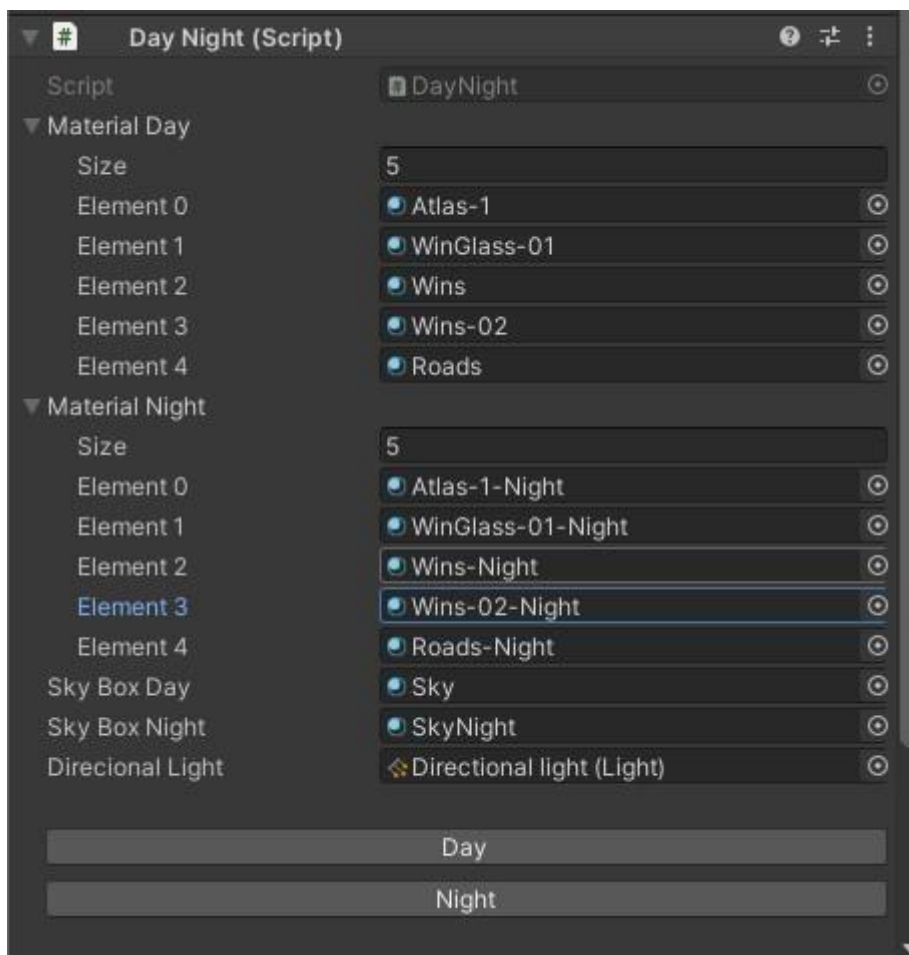 # Day Night (Script)
Script DayNight
Material Day
Size 5
Element 0 Atlas-1
Element 1 WinGlass-01
Element 2 Wins
Element 3 Wins-02
Element 4 Roads
Material Night
Size 5
Element 0 Atlas-1-Night
Element 1 WinGlass-01-Night
Element 2 Wins-Night
Element 3 Wins-02-Night
Element 4 Roads-Night
Sky Box Day Sky
Sky Box Night SkyNight
Direcional Light Directional light (Light)
Day
Night